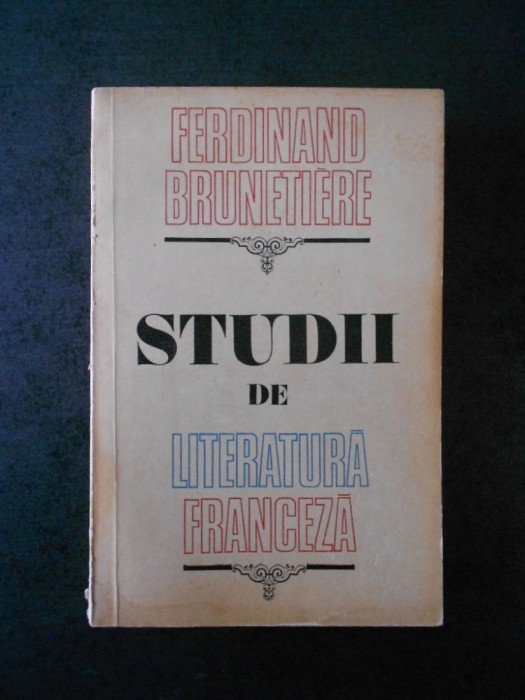 FERDINAND
BRUNETIÈRE
STUDII
DE
LITERATURĂ
FRANCEZĂ